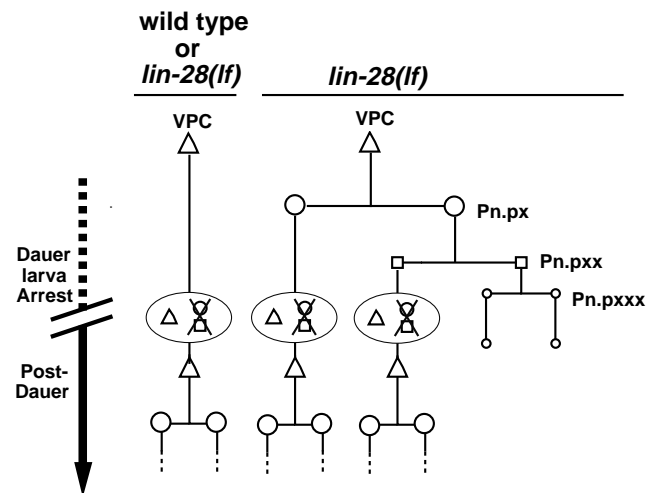 wild type
or
lin-28(lf)
lin-28(lf)
VPC
VPC
Pn.px
Pn.pxx
Pn.pxxx
Dauer
larva
Arrest
Post-
Dauer